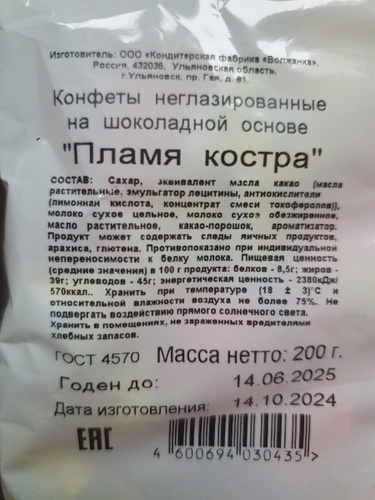 Изготовитель: ООО «Кондитерская фабрика «Волжанка»,
Россия, 432035, Ульяновская область,
г.Ульяновск, пр. Гая, д. 81.
Конфеты неглазированные
на шоколадной основе
"Пламя костра"
СОСТАВ: Сахар, эквивалент масла какао (масла
растительные, эмульгатор лецитины, антиокислители
(лимонная кислота, концентрат смеси токоферолов)),
молоко сухое цельное, молоко сухое обезжиренное,
масло растительное, какао-порошок, ароматизатор.
Продукт может содержать следы яичных продуктов,
арахиса, глютена. Противопоказано при индивидуальной
непереносимости к белку молока. Пищевая ценность
(средние значения) в 100 г продукта: белков - 8,5г; жиров -
39г; углеводов - 45г; энергетическая ценность - 2380кДж/
570ккал.. Хранить при температуре (18 ± 3)°С и
относительной влажности воздуха не более 75%. Не
подвергать воздействию прямого солнечного света.
Хранить в помещениях, не зараженных вредителями
хлебных запасов.
ГОСТ 4570 Масса нетто: 200 г.
Годен до: 14.06.2025
Дата изготовления: 14.10.2024
ЕАС
4 600694 030435 >